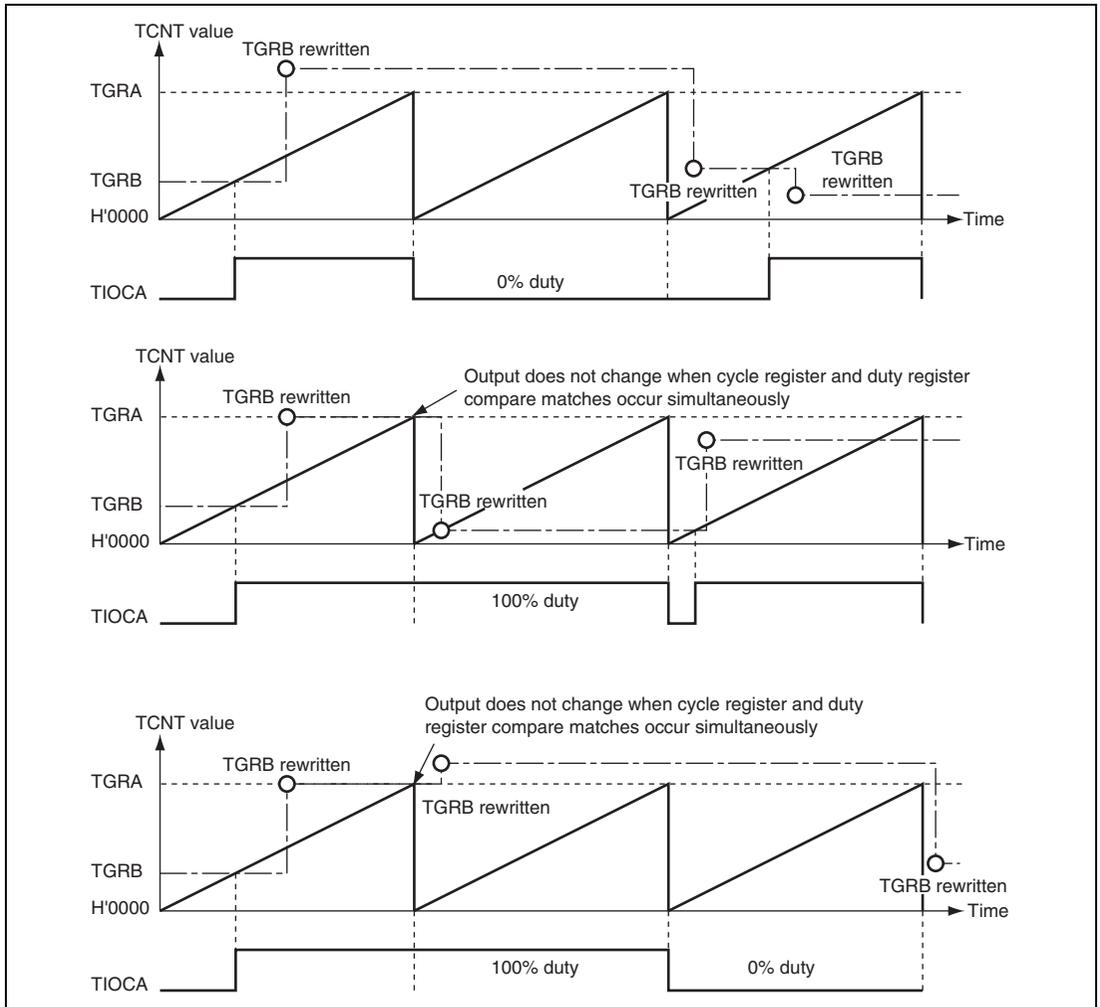 TCNT value
TGRB rewritten
TGRA
TGRB
rewritten
TGRB
TGRB rewritten
H'0000
Time
0% duty
TIOCA
TCNT value
Output does not change when cycle register and duty register
compare matches occur simultaneously
TGRB rewritten
TGRA
TGRB rewritten
TGRB rewritten
TGRB
H'0000
Time
100% duty
TIOCA
Output does not change when cycle register and duty
register compare matches occur simultaneously
TCNT value
TGRB rewritten
TGRA
TGRB rewritten
TGRB
TGRB rewritten
H'0000
Time
100% duty
0% duty
TIOCA